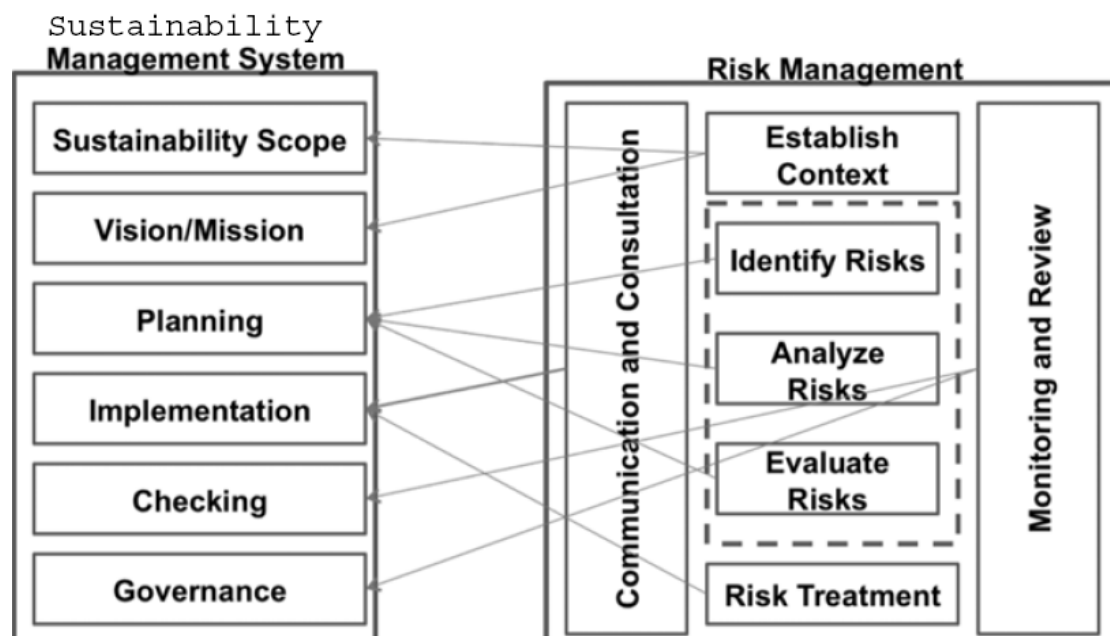 Sustainability
Management System
Sustainability Scope
Vision/Mission
Planning
Implementation
Checking
Governance
Risk Management
Communication and Consultation
Establish
Context
Identify Risks
Analyze
Risks
Evaluate
Risks
Risk Treatment
Monitoring and Review